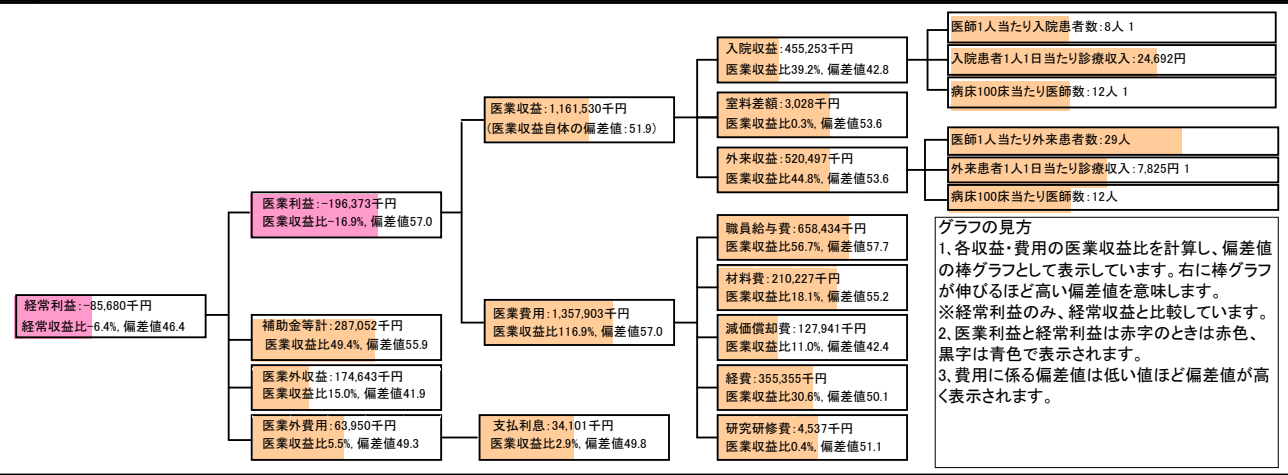 経常利益:-85,680千円
経常収支比-6.4%, 偏差値46.4
医業利益:-196,373千円
医業収益比-16.9%, 偏差値57.0
補助金等計:287,052千円
医業収益比49.4%, 偏差値55.9
医業外収益:174,643千円
医業収益比15.0%, 偏差値41.9
医業外費用:63,950千円
医業収益比5.5%, 偏差値49.3
医業収益:1,161,530千円
(医業収益自体の偏差値:51.9)
医業費用:1,357,903千円
医業収益比116.9%, 偏差値57.0
支払利息:34,101千円
医業収益比2.9%, 偏差値49.8
入院収益:455,253千円
医業収益比39.2%, 偏差値42.8
室料差額:3,028千円
医業収益比0.3%, 偏差値53.6
外来収益:520,497千円
医業収益比44.8%, 偏差値53.6
職員給与費:658,434千円
医業収益比56.7%, 偏差値57.7
材料費:210,227千円
医業収益比18.1%, 偏差値55.2
減価償却費:127,941千円
医業収益比11.0%, 偏差値42.4
経費:355,355千円
医業収益比30.6%, 偏差値50.1
研究研修費:4,537千円
医業収益比0.4%, 偏差値51.1
医師1人当たり入院患者数:8人 1
入院患者1人1日当たり診療収入:24,692円
病床100床当たり医師数:12人 1
医師1人当たり外来患者数:29人
外来患者1人1日当たり診療収入:7,825円 1
病床100床当たり医師数:12人
グラフの見方
1、各収益・費用の医業収益比を計算し、偏差値
の棒グラフとして表示しています。右に棒グラフ
が伸びるほど高い偏差値を意味します。
※経常利益のみ、経常収益と比較しています。
2、医業利益と経常利益は赤字のときは赤色、
黒字は青色で表示されます。
3、費用に係る偏差値は低い値ほど偏差値が高
く表示されます。